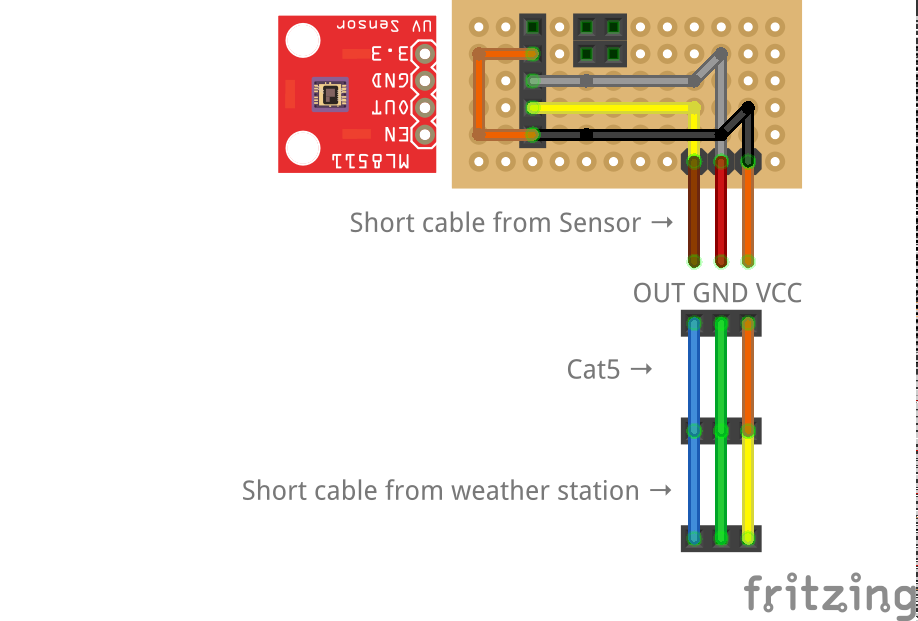 UV Sensor
3.3
GND
OUT
EN
ML8511
Short cable from Sensor →
OUT GND VCC
Cat5 →
Short cable from weather station →
fritzing